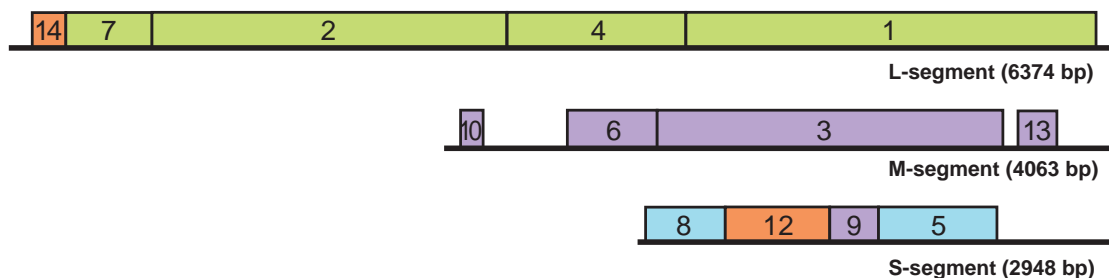 14 7 2 4 1
L-segment (6374 bp)
10 6 3 13
M-segment (4063 bp)
8 12 9 5
S-segment (2948 bp)